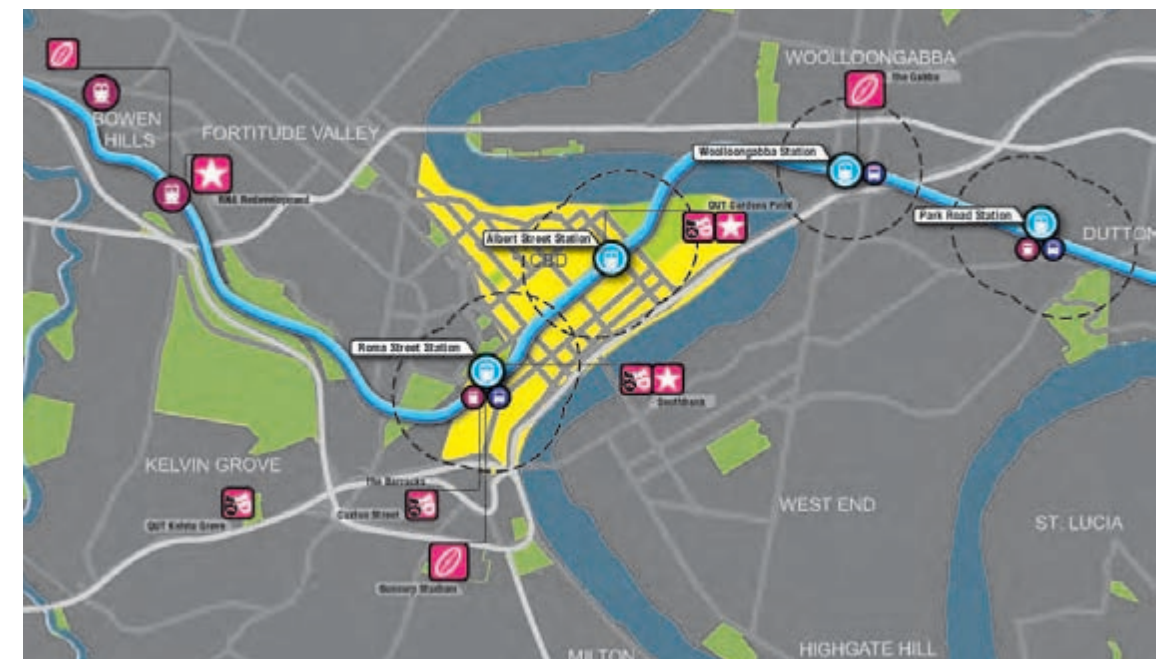 WOOLLOONGABBA
the Gabba
BOWEN
HILLS
FORTITUDE VALLEY
Woolloongabba Station
RNA Redevelopment
QUT Gardens Point
Park Road Station
DUTTON
Albert Street Station
CBD
Roma Street Station
Southbank
KELVIN GROVE
The Barracks
Caxton Street
QUT Kelvin Grove
WEST END
ST. LUCIA
Suncorp Stadium
HIGHGATE HILL
MILTON